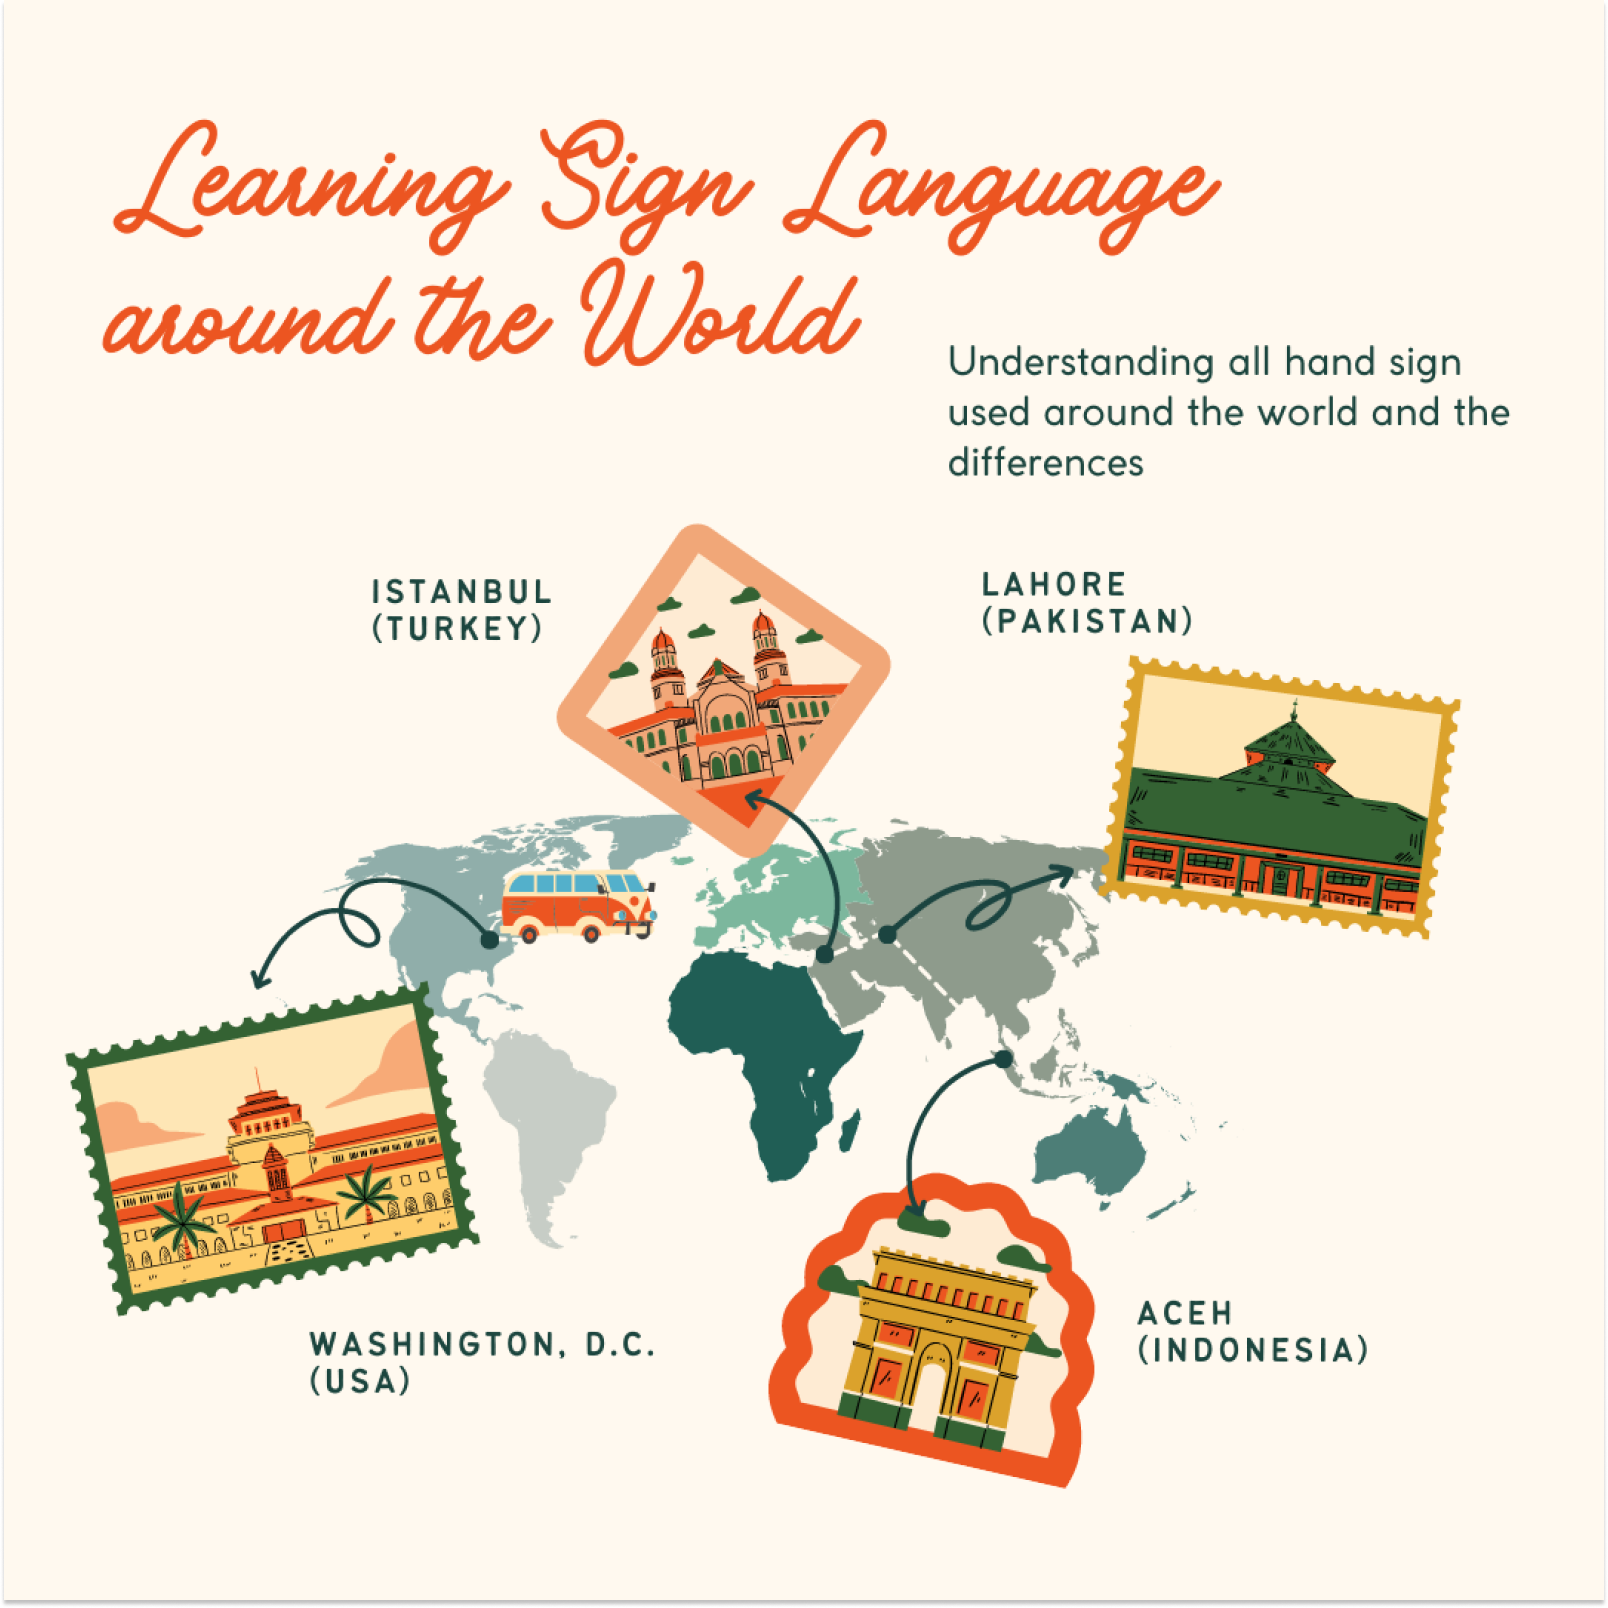 Learning Sign Language
around the World
Understanding all hand sign
used around the world and the
differences
ISTANBUL
(TURKEY)
LAHORE
(PAKISTAN)
WASHINGTON, D.C.
(USA)
ACEH
(INDONESIA)